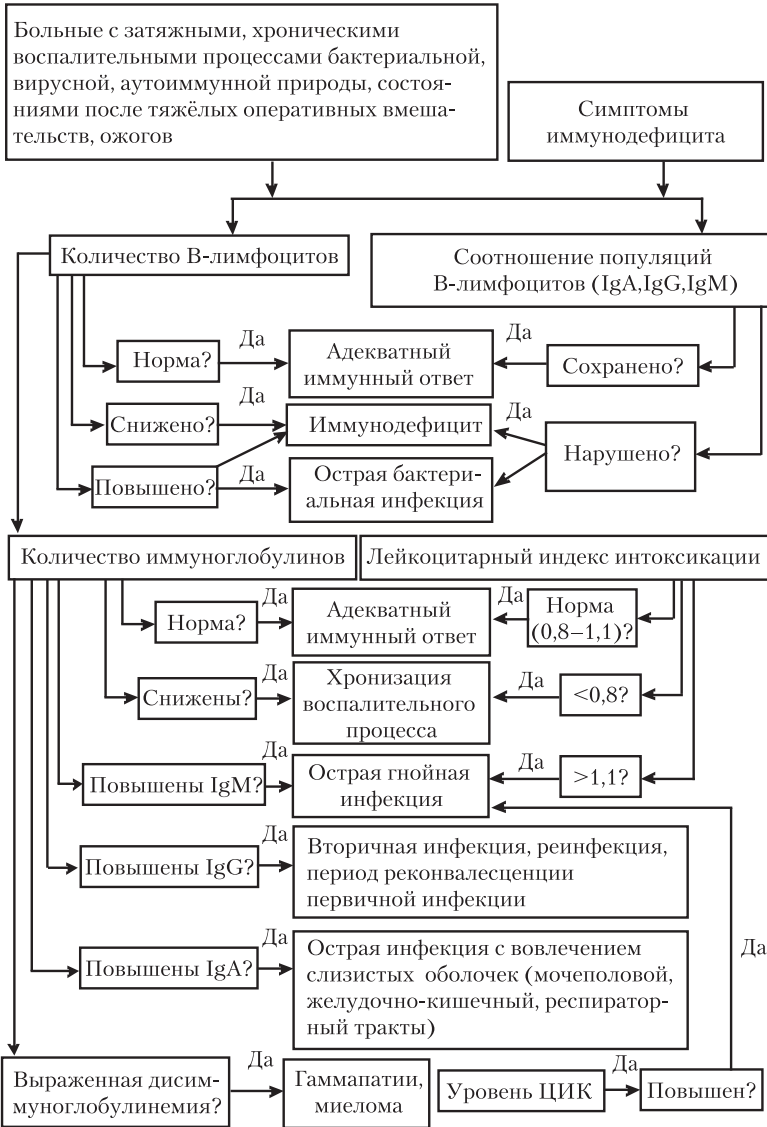 Больные с затяжными, хроническими
воспалительными процессами бактериальной,
вирусной, аутоиммунной природы, состоя-
ниями после тяжёлых оперативных вмеша-
тельств, ожогов
Симптомы
иммунодефицита
Количество В-лимфоцитов
Соотношение популяций
В-лимфоцитов (IgA,IgG,IgM)
Норма?
Да
Адекватный
иммунный ответ
Да
Сохранено?
Снижено?
Да
Иммунодефицит
Да
Нарушено?
Повышено?
Да
Острая бактери-
альная инфекция
Количество иммуноглобулинов
Лейкоцитарный индекс интоксикации
Норма?
Да
Адекватный
иммунный ответ
Да
Норма
(0,8–1,1)?
Снижены?
Да
Хронизация
воспалительного
процесса
Да
<0,8?
Повышены IgM?
Да
Острая гнойная
инфекция
Да
>1,1?
Повышены IgG?
Да
Вторичная инфекция, реинфекция,
период реконвалесценции
первичной инфекции
Повышены IgA?
Да
Острая инфекция с вовлечением
слизистых оболочек (мочеполовой,
желудочно-кишечный, респиратор-
ный тракты)
Да
Выраженная дисим-
муноглобулинемия?
Да
Гаммапатии,
миелома
Уровень ЦИК
Да
Повышен?